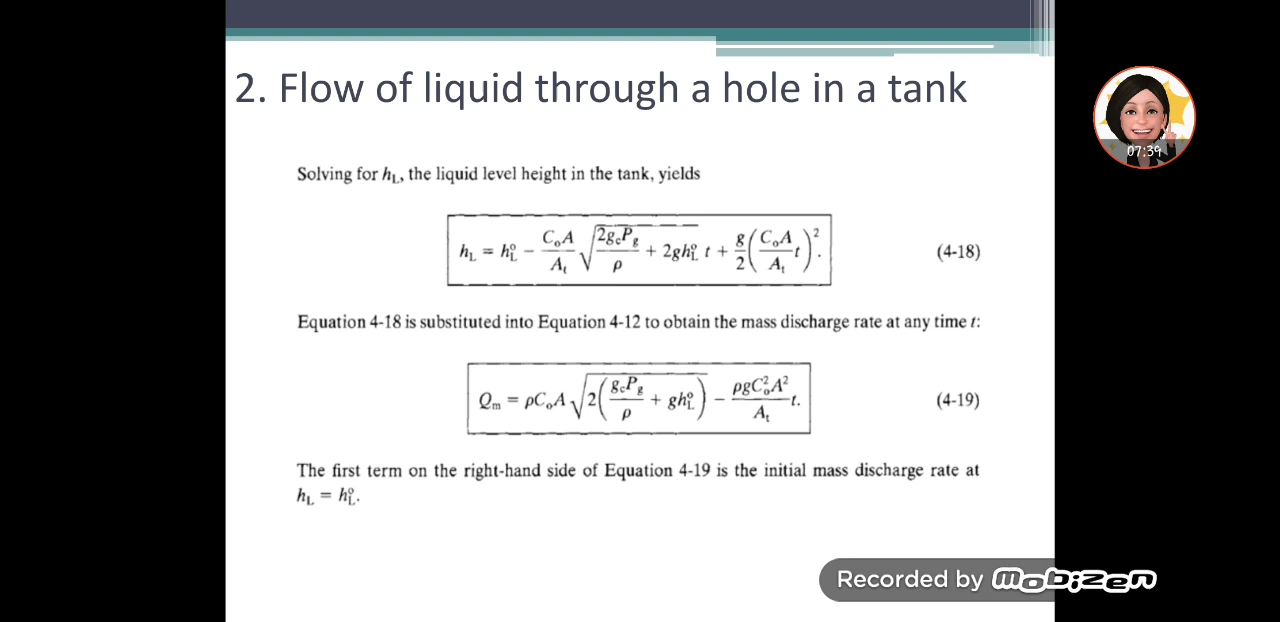 2. Flow of liquid through a hole in a tank
07:39
Solving for h_L, the liquid level height in the tank, yields
h_L = h_L^o − (C_oA / A_t) √(2g_cP_g / ρ + 2gh_L^o) t + (g / 2)((C_oA / A_t) t)^2. (4-18)
Equation 4-18 is substituted into Equation 4-12 to obtain the mass discharge rate at any time t:
Q_m = ρC_oA √(2(g_cP_g / ρ + gh_L^o)) − (ρgC_o^2A^2 / A_t) t. (4-19)
The first term on the right-hand side of Equation 4-19 is the initial mass discharge rate at
h_L = h_L^o.
Recorded by mobizen